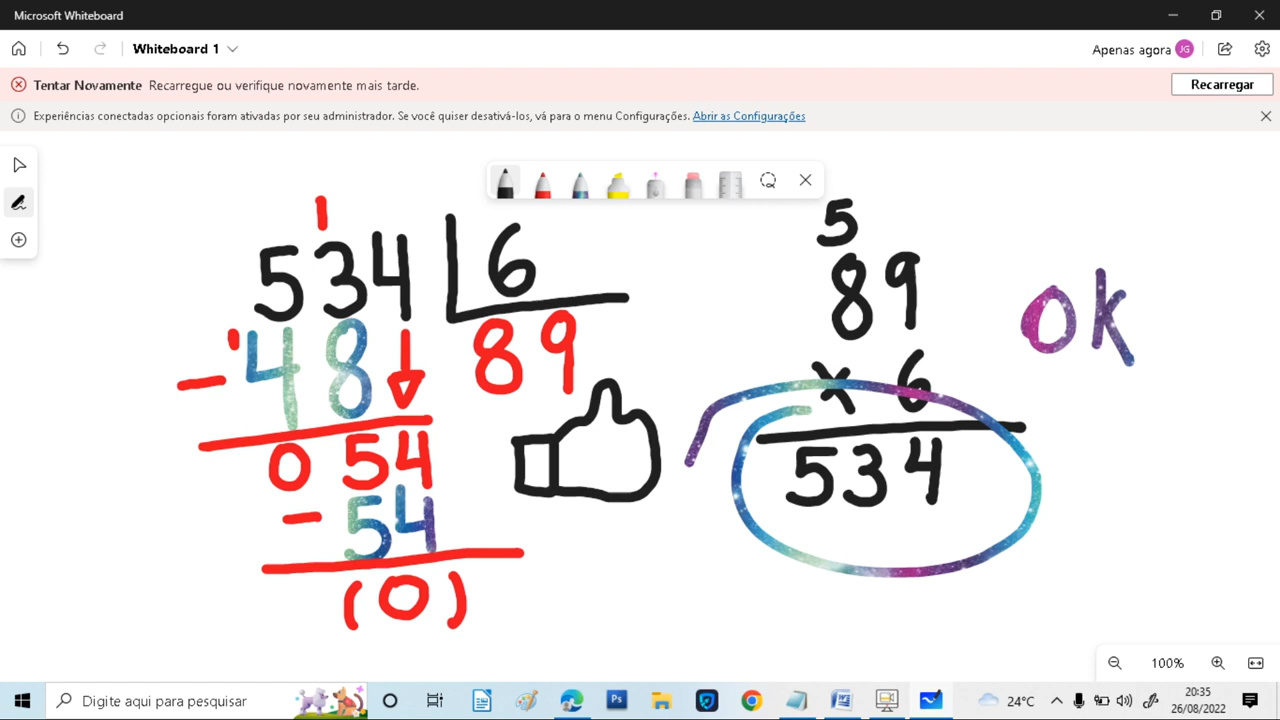 Microsoft Whiteboard
Whiteboard 1
Apenas agora JG
Tentar Novamente Recarregue ou verifique novamente mais tarde.
Recarregar
Experiências conectadas opcionais foram ativadas por seu administrador. Se você quiser desativá-los, vá para o menu Configurações. Abrir as Configurações
1
534 6
- '48 89
054
- 54
(0)
5
89
x 6
534
ok
100%
Digite aqui para pesquisar
Ps
W
24°C
20:35
26/08/2022